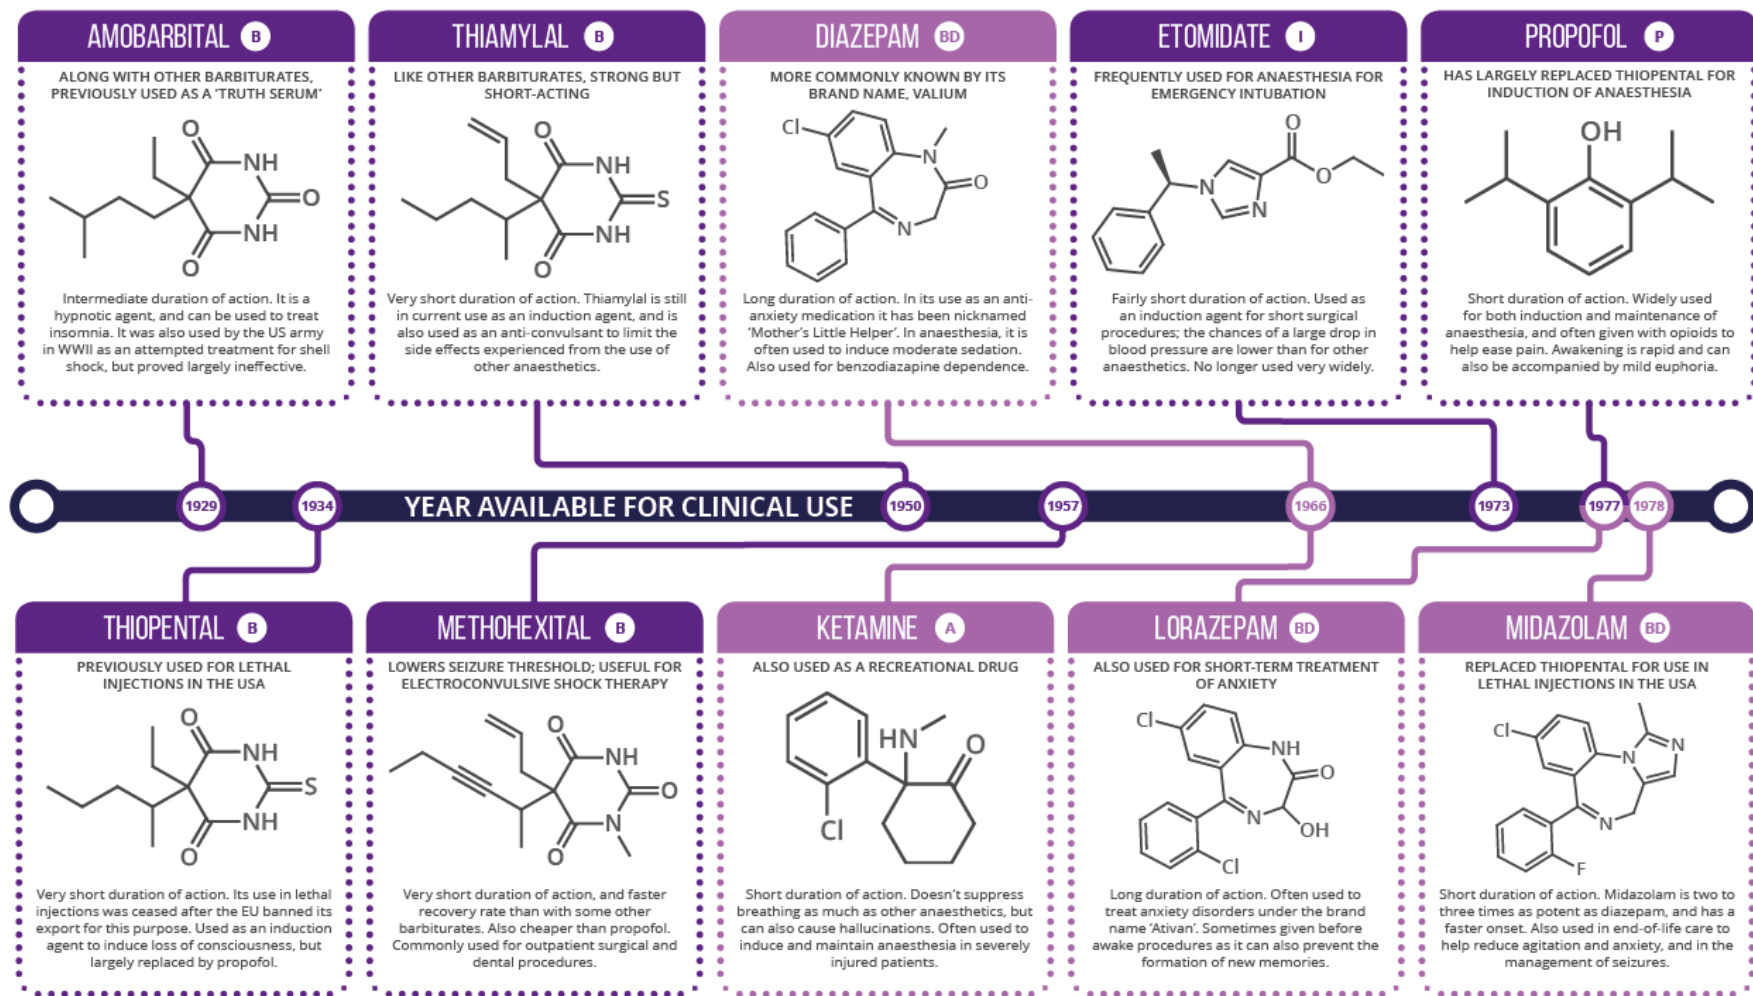 AMOBARBITAL B
ALONG WITH OTHER BARBITURATES,
PREVIOUSLY USED AS A ‘TRUTH SERUM’
O
NH
O
NH
O
Intermediate duration of action. It is a
hypnotic agent, and can be used to treat
insomnia. It was also used by the US army
in WWII as an attempted treatment for shell
shock, but proved largely ineffective.
THIAMYLAL B
LIKE OTHER BARBITURATES, STRONG BUT
SHORT-ACTING
O
NH
S
NH
O
Very short duration of action. Thiamylal is still
in current use as an induction agent, and is
also used as an anti-convulsant to limit the
side effects experienced from the use of
other anaesthetics.
DIAZEPAM BD
MORE COMMONLY KNOWN BY ITS
BRAND NAME, VALIUM
Cl
N
O
N
Long duration of action. In its use as an anti-
anxiety medication it has been nicknamed
‘Mother’s Little Helper’. In anaesthesia, it is
often used to induce moderate sedation.
Also used for benzodiazapine dependence.
ETOMIDATE I
FREQUENTLY USED FOR ANAESTHESIA FOR
EMERGENCY INTUBATION
O
O
N
N
Fairly short duration of action. Used as
an induction agent for short surgical
procedures; the chances of a large drop in
blood pressure are lower than for other
anaesthetics. No longer used very widely.
PROPOFOL P
HAS LARGELY REPLACED THIOPENTAL FOR
INDUCTION OF ANAESTHESIA
OH
Short duration of action. Widely used
for both induction and maintenance of
anaesthesia, and often given with opioids to
help ease pain. Awakening is rapid and can
also be accompanied by mild euphoria.
1929 1934 YEAR AVAILABLE FOR CLINICAL USE 1950 1957 1966 1973 1977 1978
THIOPENTAL B
PREVIOUSLY USED FOR LETHAL
INJECTIONS IN THE USA
O
NH
S
NH
O
Very short duration of action. Its use in lethal
injections was ceased after the EU banned its
export for this purpose. Used as an induction
agent to induce loss of consciousness, but
largely replaced by propofol.
METHOHEXITAL B
LOWERS SEIZURE THRESHOLD; USEFUL FOR
ELECTROCONVULSIVE SHOCK THERAPY
O
NH
O
N
O
Very short duration of action, and faster
recovery rate than with some other
barbiturates. Also cheaper than propofol.
Commonly used for outpatient surgical and
dental procedures.
KETAMINE A
ALSO USED AS A RECREATIONAL DRUG
HN
O
Cl
Short duration of action. Doesn’t suppress
breathing as much as other anaesthetics, but
can also cause hallucinations. Often used to
induce and maintain anaesthesia in severely
injured patients.
LORAZEPAM BD
ALSO USED FOR SHORT-TERM TREATMENT
OF ANXIETY
Cl
NH
O
N
OH
Cl
Long duration of action. Often used to
treat anxiety disorders under the brand
name ‘Ativan’. Sometimes given before
awake procedures as it can also prevent the
formation of new memories.
MIDAZOLAM BD
REPLACED THIOPENTAL FOR USE IN
LETHAL INJECTIONS IN THE USA
Cl
N
N
N
F
Short duration of action. Midazolam is two to
three times as potent as diazepam, and has a
faster onset. Also used in end-of-life care to
help reduce agitation and anxiety, and in the
management of seizures.